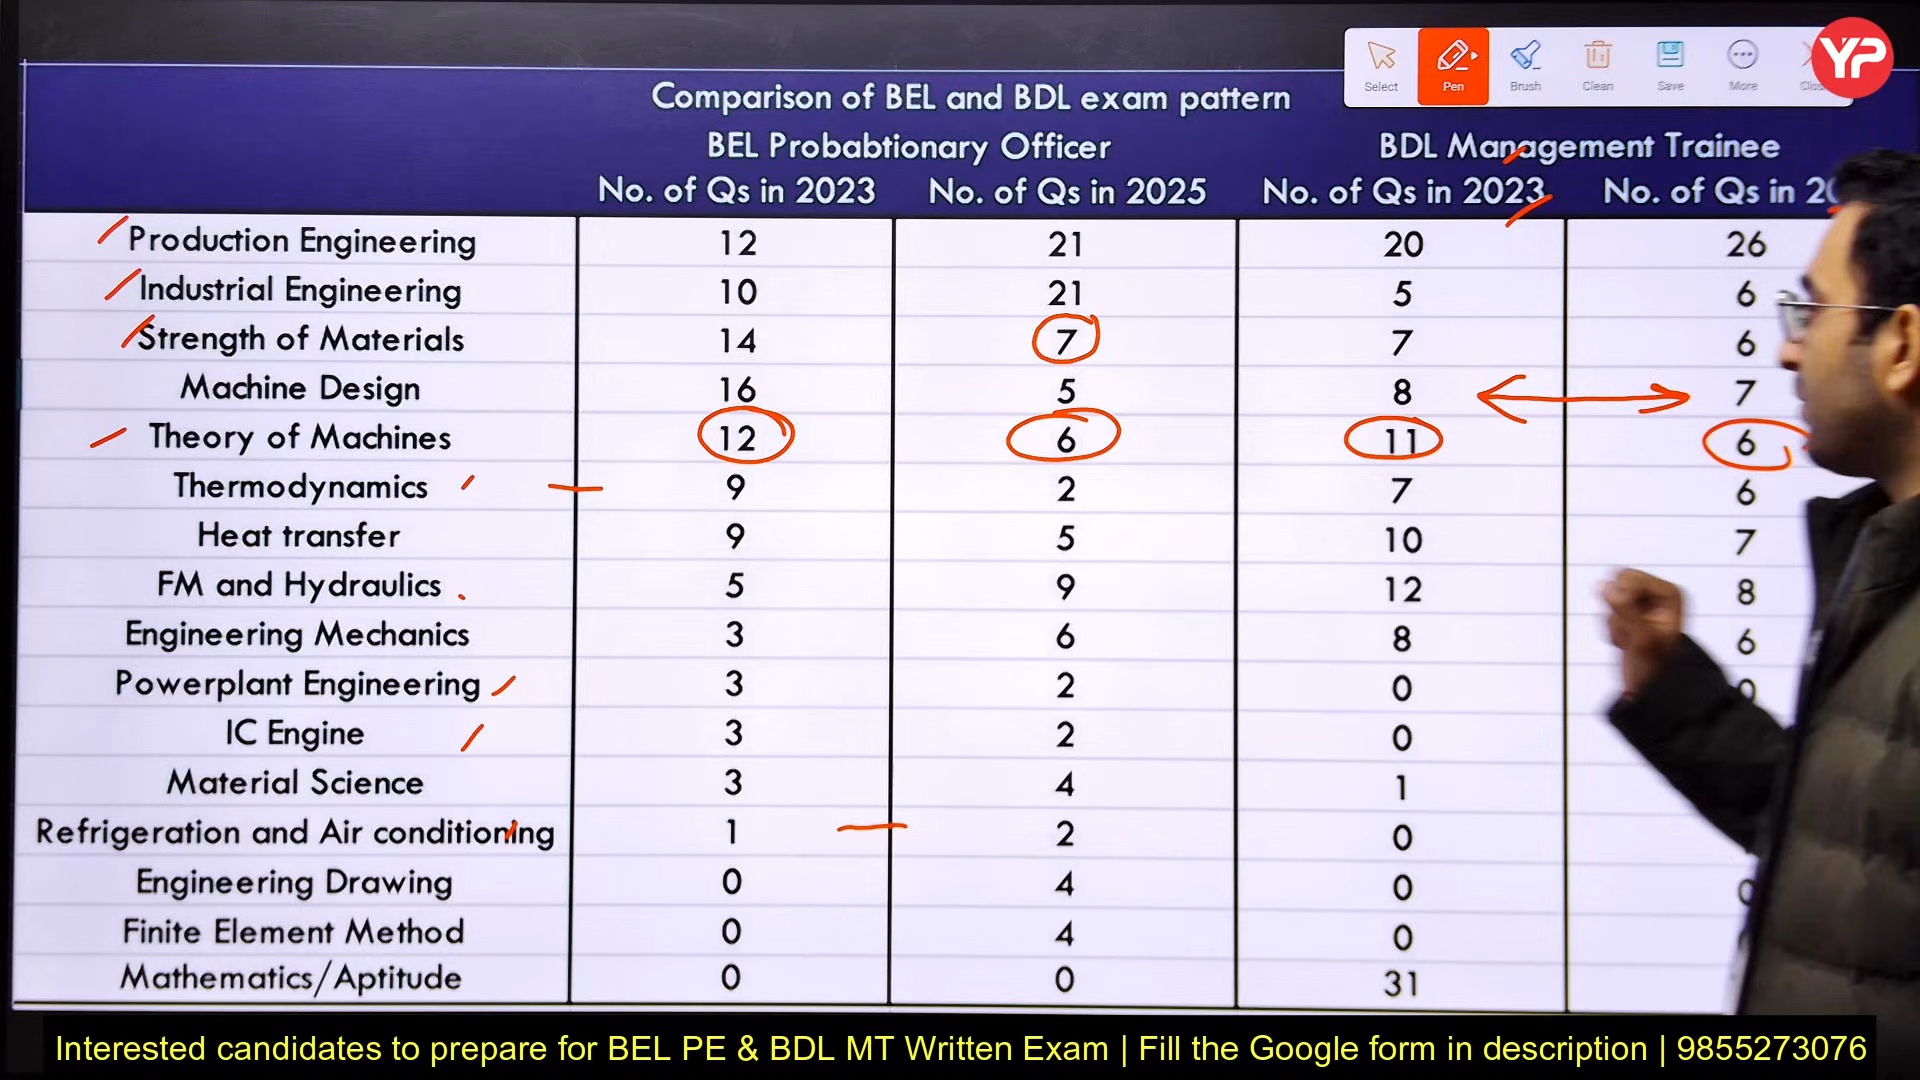 YP
Select Pen Brush Clean Save More
Comparison of BEL and BDL exam pattern
BEL Probabtionary Officer BDL Management Trainee
No. of Qs in 2023 No. of Qs in 2025 No. of Qs in 2023 No. of Qs in
Production Engineering 12 21 20 26
Industrial Engineering 10 21 5 6
Strength of Materials 14 7 7 6
Machine Design 16 5 8 7
Theory of Machines 12 6 11 6
Thermodynamics 9 2 7 6
Heat transfer 9 5 10 7
FM and Hydraulics 5 9 12 8
Engineering Mechanics 3 6 8 6
Powerplant Engineering 3 2 0 0
IC Engine 3 2 0
Material Science 3 4 1
Refrigeration and Air conditioning 1 2 0
Engineering Drawing 0 4 0 0
Finite Element Method 0 4 0
Mathematics/Aptitude 0 0 31
Interested candidates to prepare for BEL PE & BDL MT Written Exam | Fill the Google form in description | 9855273076